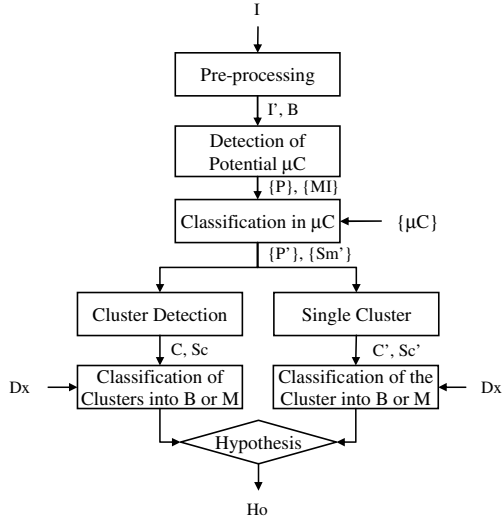 I
Pre-processing
I’, B
Detection of
Potential µC
{P}, {MI}
Classification in µC
{µC}
{P’}, {Sm’}
Cluster Detection
Single Cluster
C, Sc
C’, Sc’
Dx
Classification of
Clusters into B or M
Classification of the
Cluster into B or M
Dx
Hypothesis
Ho